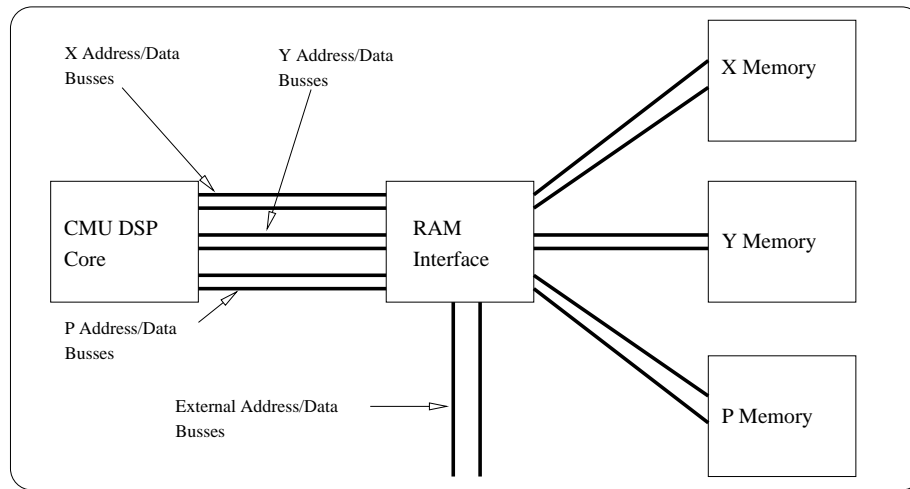 X Address/Data
Busses
Y Address/Data
Busses
X Memory
CMU DSP
Core
RAM
Interface
Y Memory
P Address/Data
Busses
External Address/Data
Busses
P Memory